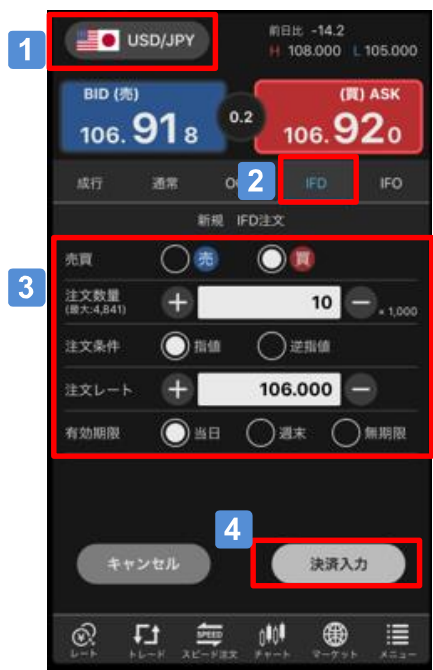 1
USD/JPY
前日比 -14.2
H 108.000 L 105.000
BID (売)
106.918
0.2
(買) ASK
106.920
2
成行 通常 OC IFD IFO
新規 IFD注文
3
売買 売 買
注文数量 + 10 − ×1,000
(最大:4,841)
注文条件 指値 逆指値
注文レート + 106.000 −
有効期限 当日 週末 無期限
4
キャンセル 決済入力
レート トレード スピード注文 チャート マーケット メニュー
SPEED